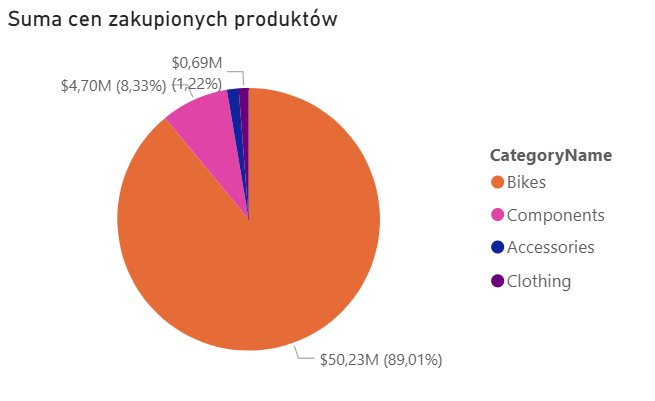 Suma cen zakupionych produktów
$0,69M
(1,22%)
$4,70M (8,33%)
CategoryName
Bikes
Components
Accessories
Clothing
$50,23M (89,01%)